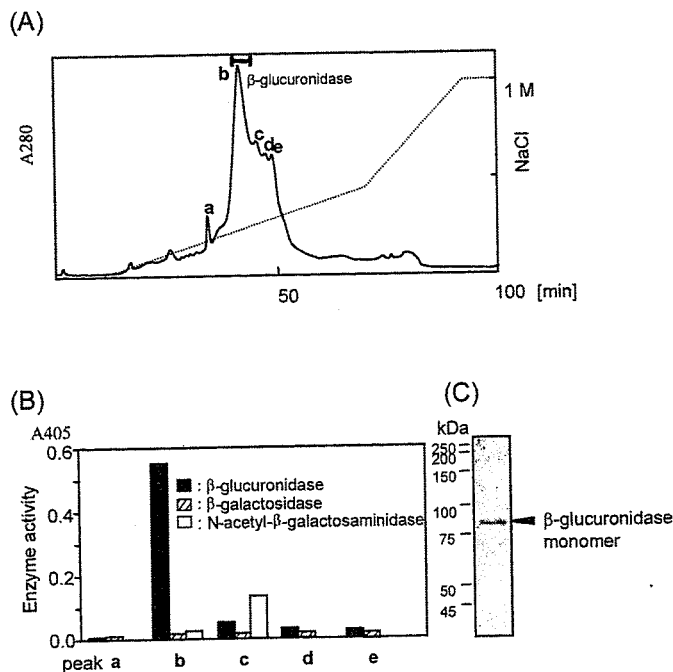 (A)
b
β-glucuronidase
c
d e
a
A280
1 M
NaCl
50
100 [min]
(B)
A405
0.6
0.4
0.2
0.0
Enzyme activity
: β-glucuronidase
: β-galactosidase
: N-acetyl-β-galactosaminidase
peak a b c d e
(C)
kDa
250
200
150
100
75
50
45
β-glucuronidase
monomer